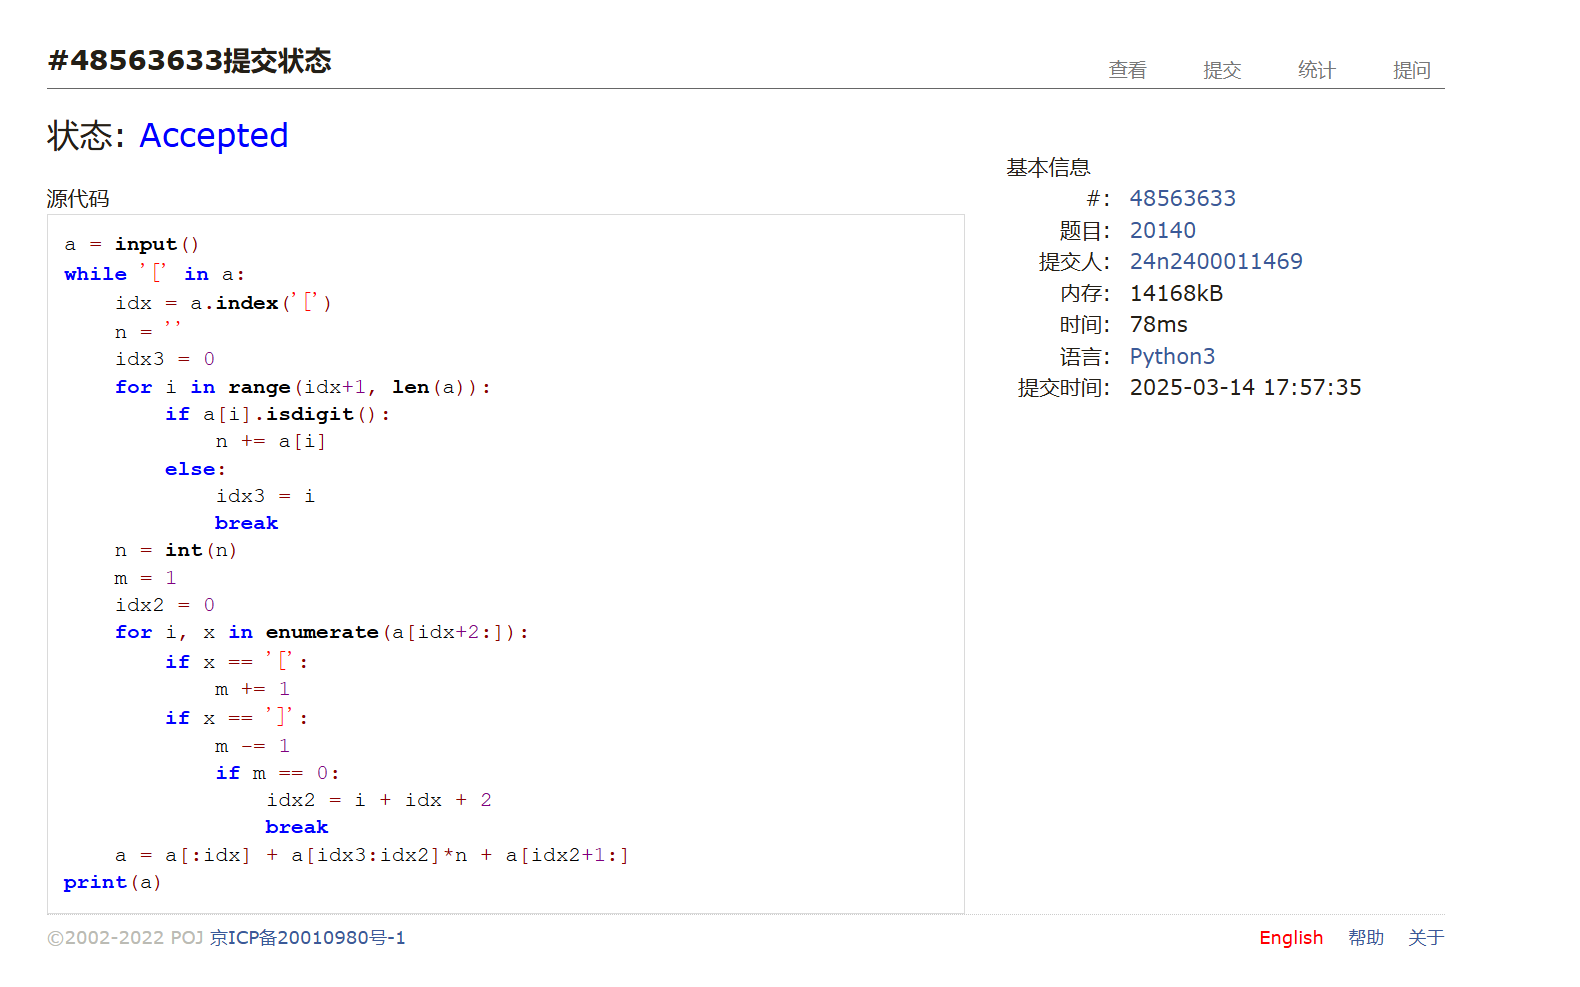 #48563633提交状态
查看 提交 统计 提问
状态: Accepted
源代码
a = input()
while '[' in a:
    idx = a.index('[')
    n = ''
    idx3 = 0
    for i in range(idx+1, len(a)):
        if a[i].isdigit():
            n += a[i]
        else:
            idx3 = i
            break
    n = int(n)
    m = 1
    idx2 = 0
    for i, x in enumerate(a[idx+2:]):
        if x == '[':
            m += 1
        if x == ']':
            m -= 1
            if m == 0:
                idx2 = i + idx + 2
                break
    a = a[:idx] + a[idx3:idx2]*n + a[idx2+1:]
print(a)
基本信息
#: 48563633
题目: 20140
提交人: 24n2400011469
内存: 14168kB
时间: 78ms
语言: Python3
提交时间: 2025-03-14 17:57:35
©2002-2022 POJ 京ICP备20010980号-1
English 帮助 关于